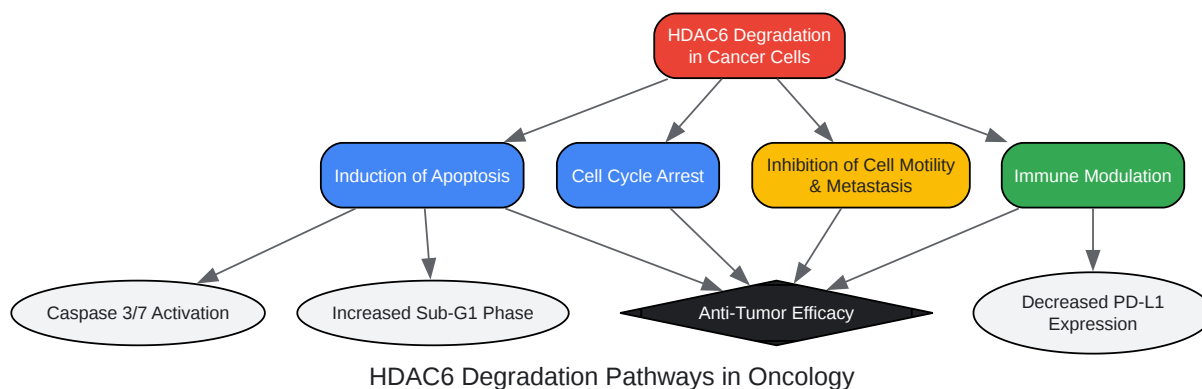 HDAC6 Degradation
in Cancer Cells
Induction of Apoptosis
Cell Cycle Arrest
Inhibition of Cell Motility
& Metastasis
Immune Modulation
Caspase 3/7 Activation
Increased Sub-G1 Phase
Anti-Tumor Efficacy
Decreased PD-L1
Expression
HDAC6 Degradation Pathways in Oncology